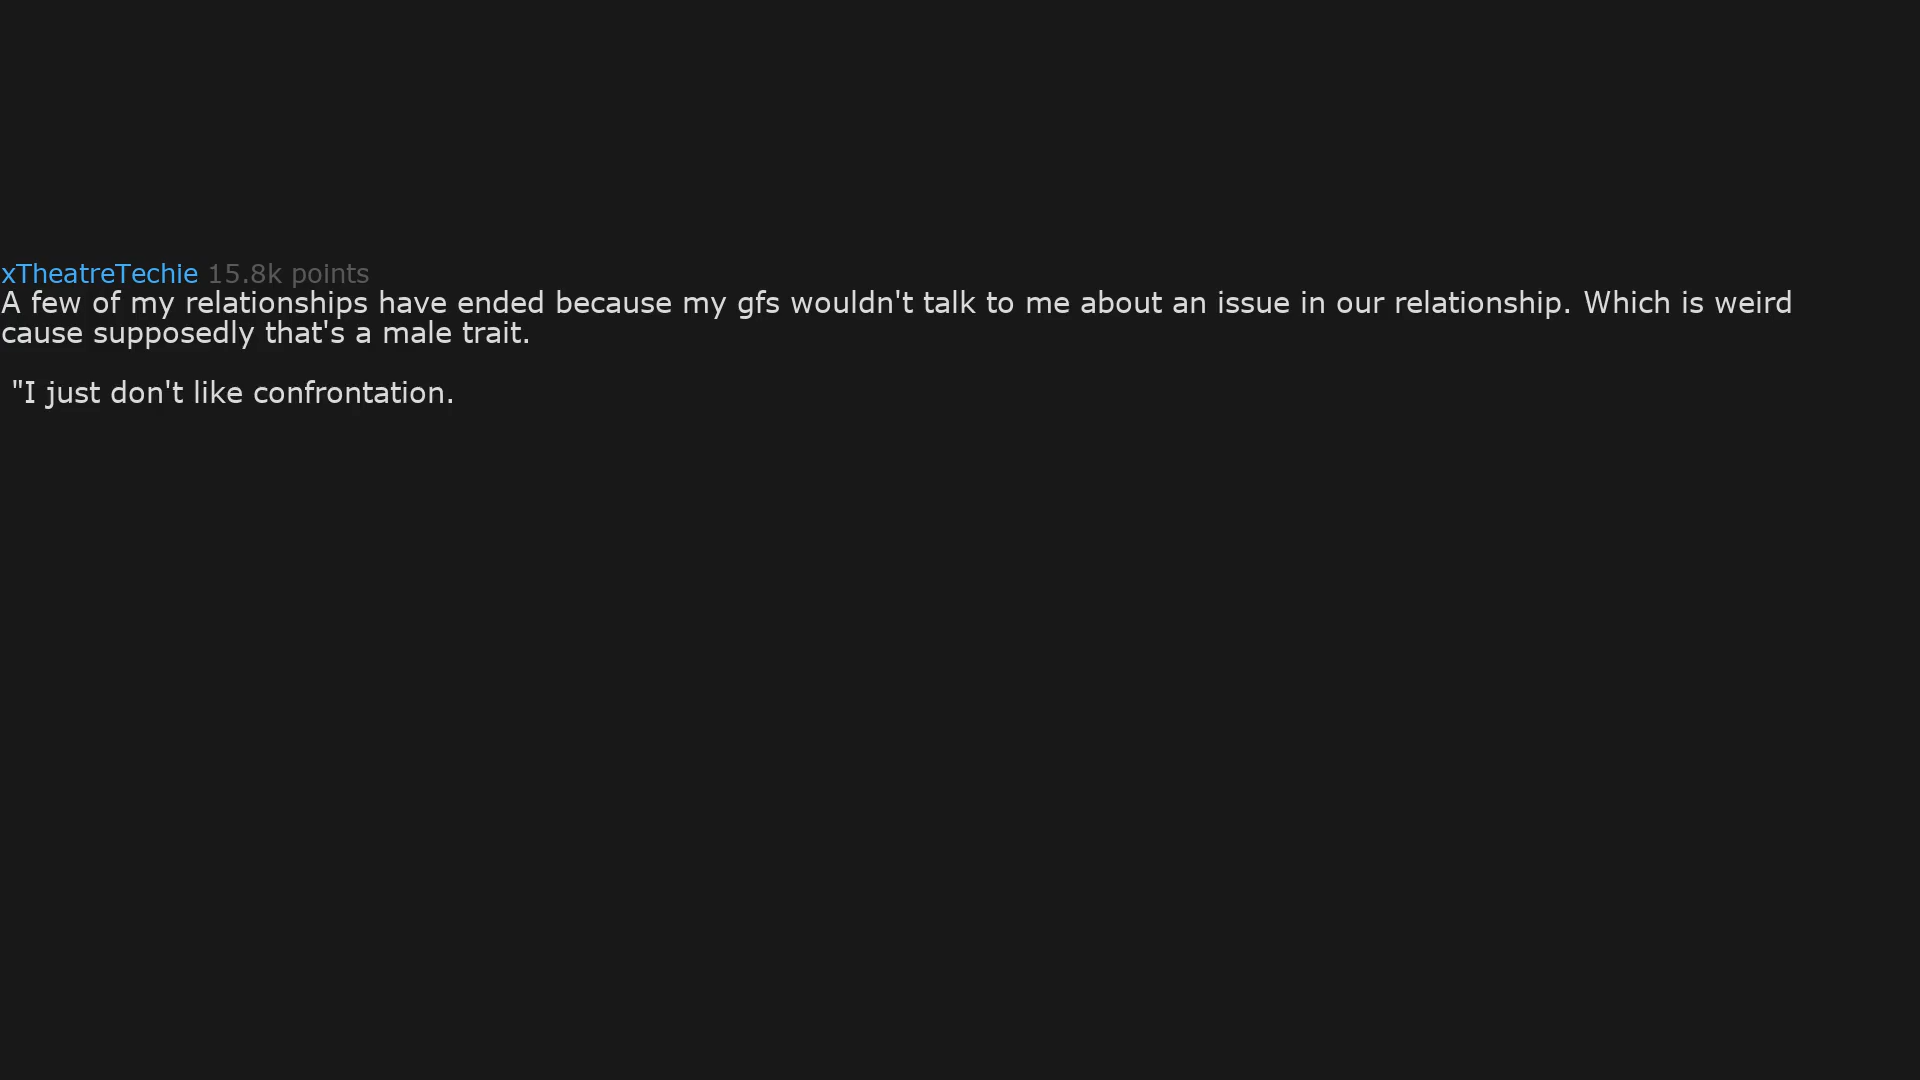 xTheatreTechie 15.8k points
A few of my relationships have ended because my gfs wouldn't talk to me about an issue in our relationship. Which is weird
cause supposedly that's a male trait.
"I just don't like confrontation.